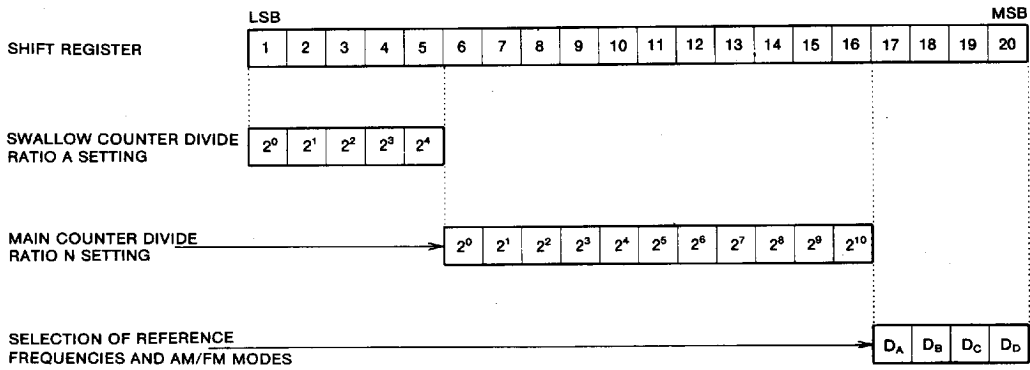 LSB MSB
SHIFT REGISTER 1 2 3 4 5 6 7 8 9 10 11 12 13 14 15 16 17 18 19 20
SWALLOW COUNTER DIVIDE
RATIO A SETTING
2⁰ 2¹ 2² 2³ 2⁴
MAIN COUNTER DIVIDE
RATIO N SETTING
2⁰ 2¹ 2² 2³ 2⁴ 2⁵ 2⁶ 2⁷ 2⁸ 2⁹ 2¹⁰
SELECTION OF REFERENCE
FREQUENCIES AND AM/FM MODES
D_A D_B D_C D_D